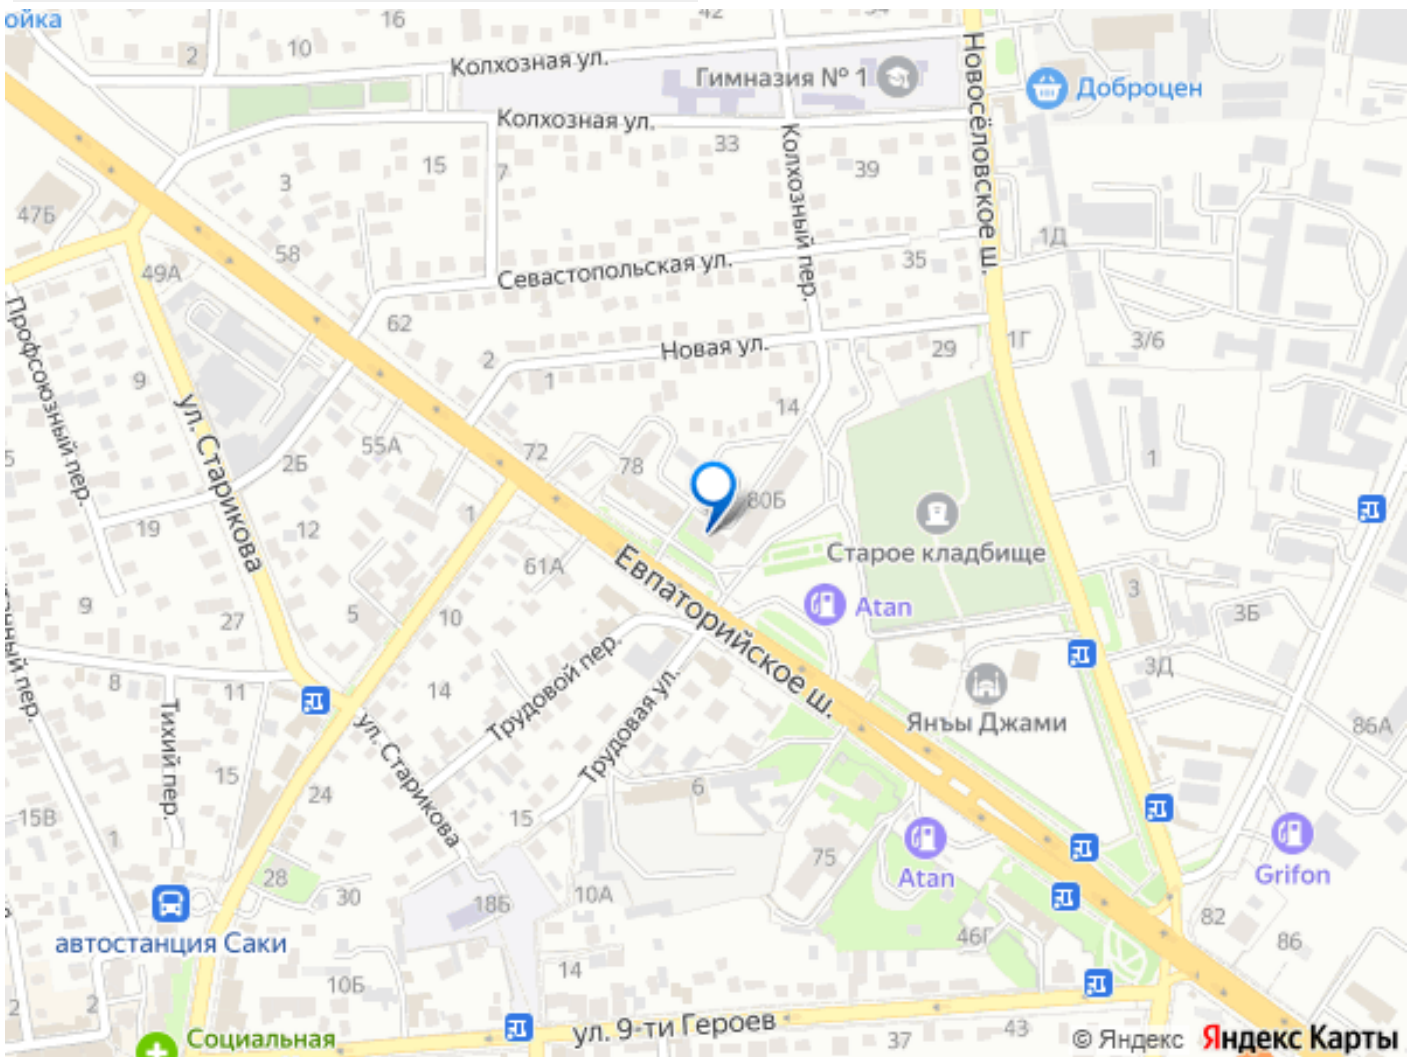 ойка
16
42
34
10
2
Колхозная ул.
Гимназия № 1
Новосёловское ш.
Доброцен
Колхозная ул.
33
Колхозный пер.
15
7
39
3
47Б
58
35
1Д
49А
Севастопольская ул.
Профсоюзный пер.
62
Новая ул.
29
1Г
3/6
2
1
9
ул. Старикова
14
55А
72
78
2Б
1
5
80Б
1
19
12
Старое кладбище
61А
Atan
9
27
5
10
Евпаторийское ш.
3
3Б
Трудовой пер.
8
11
14
3Д
Янъы Джами
Тихий пер.
ул. Старикова
Трудовая ул.
86А
15
24
6
15В
1
15
75
Atan
Grifon
28
30
18Б
10А
82
автостанция Саки
46Г
86
10Б
14
2
2
Социальная
ул. 9-ти Героев
37
43
© Яндекс Яндекс Карты